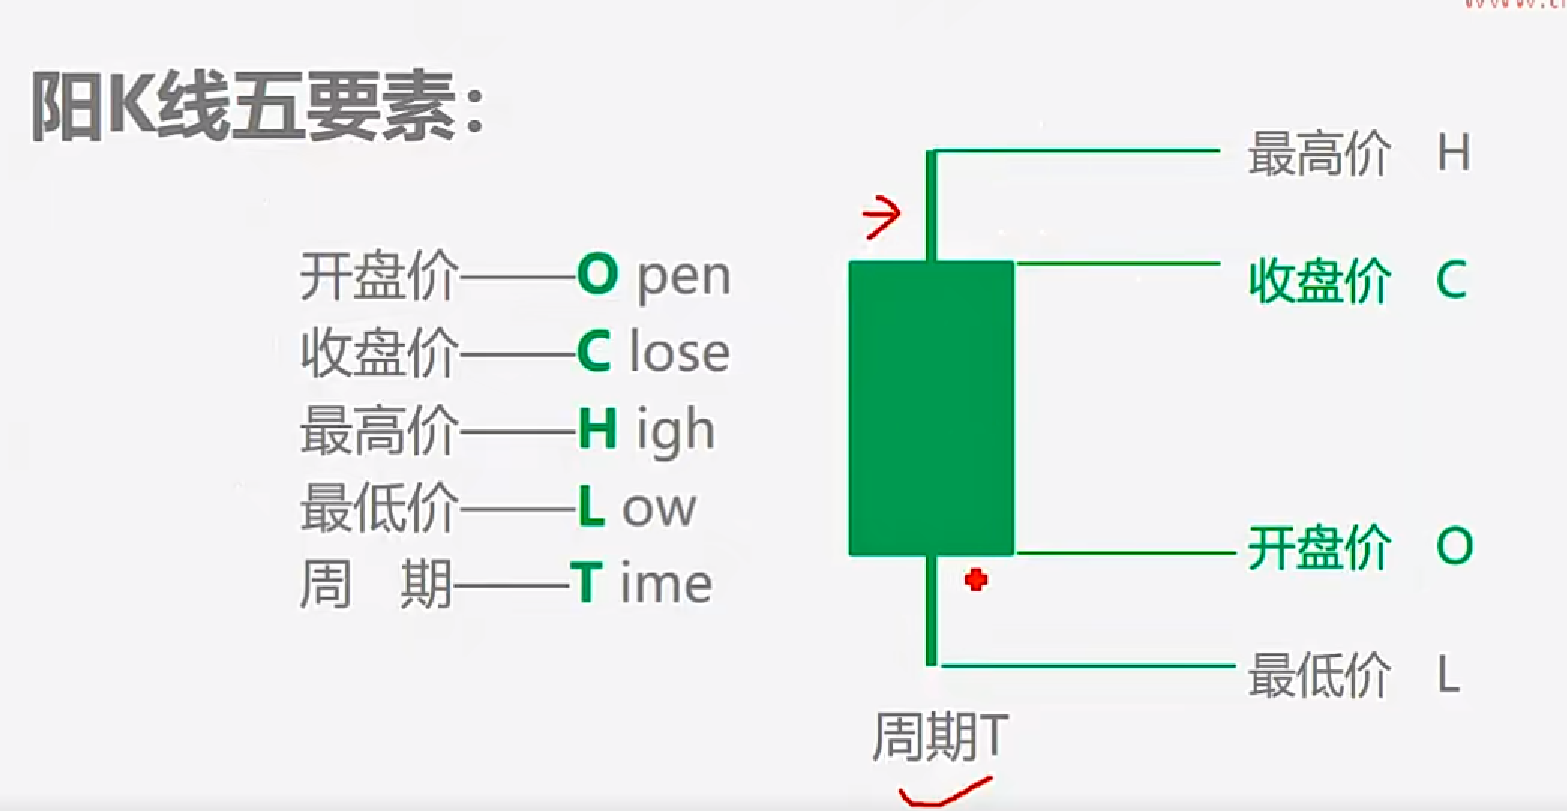 阳K线五要素：
开盘价——O pen
收盘价——C lose
最高价——H igh
最低价——L ow
周 期——T ime
最高价 H
收盘价 C
开盘价 O
最低价 L
周期T